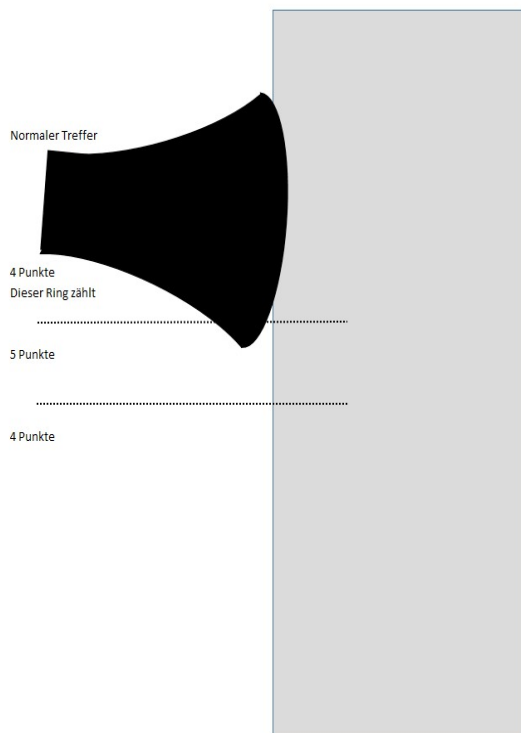 Normaler Treffer
4 Punkte
Dieser Ring zählt
5 Punkte
4 Punkte